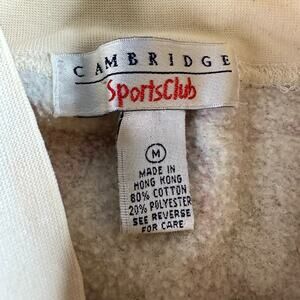 CAMBRIDGE
SportsClub
M
MADE IN
HONG KONG
80% COTTON
20% POLYESTER
SEE REVERSE
FOR CARE